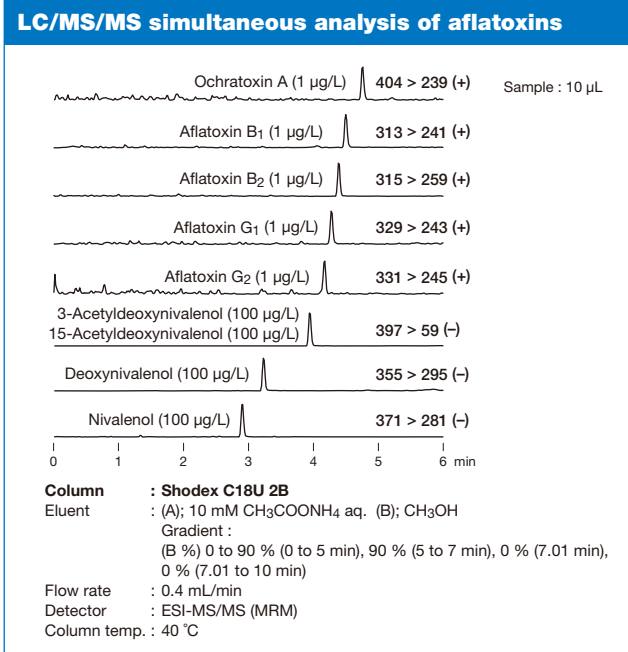 LC/MS/MS simultaneous analysis of aflatoxins
Ochratoxin A (1 µg/L) 404 > 239 (+)
Sample : 10 µL
Aflatoxin B1 (1 µg/L) 313 > 241 (+)
Aflatoxin B2 (1 µg/L) 315 > 259 (+)
Aflatoxin G1 (1 µg/L) 329 > 243 (+)
Aflatoxin G2 (1 µg/L) 331 > 245 (+)
3-Acetyldeoxynivalenol (100 µg/L)
15-Acetyldeoxynivalenol (100 µg/L) 397 > 59 (–)
Deoxynivalenol (100 µg/L) 355 > 295 (–)
Nivalenol (100 µg/L) 371 > 281 (–)
0 1 2 3 4 5 6 min
Column : Shodex C18U 2B
Eluent : (A); 10 mM CH3COONH4 aq. (B); CH3OH
Gradient :
(B %) 0 to 90 % (0 to 5 min), 90 % (5 to 7 min), 0 % (7.01 min),
0 % (7.01 to 10 min)
Flow rate : 0.4 mL/min
Detector : ESI-MS/MS (MRM)
Column temp. : 40 ˚C